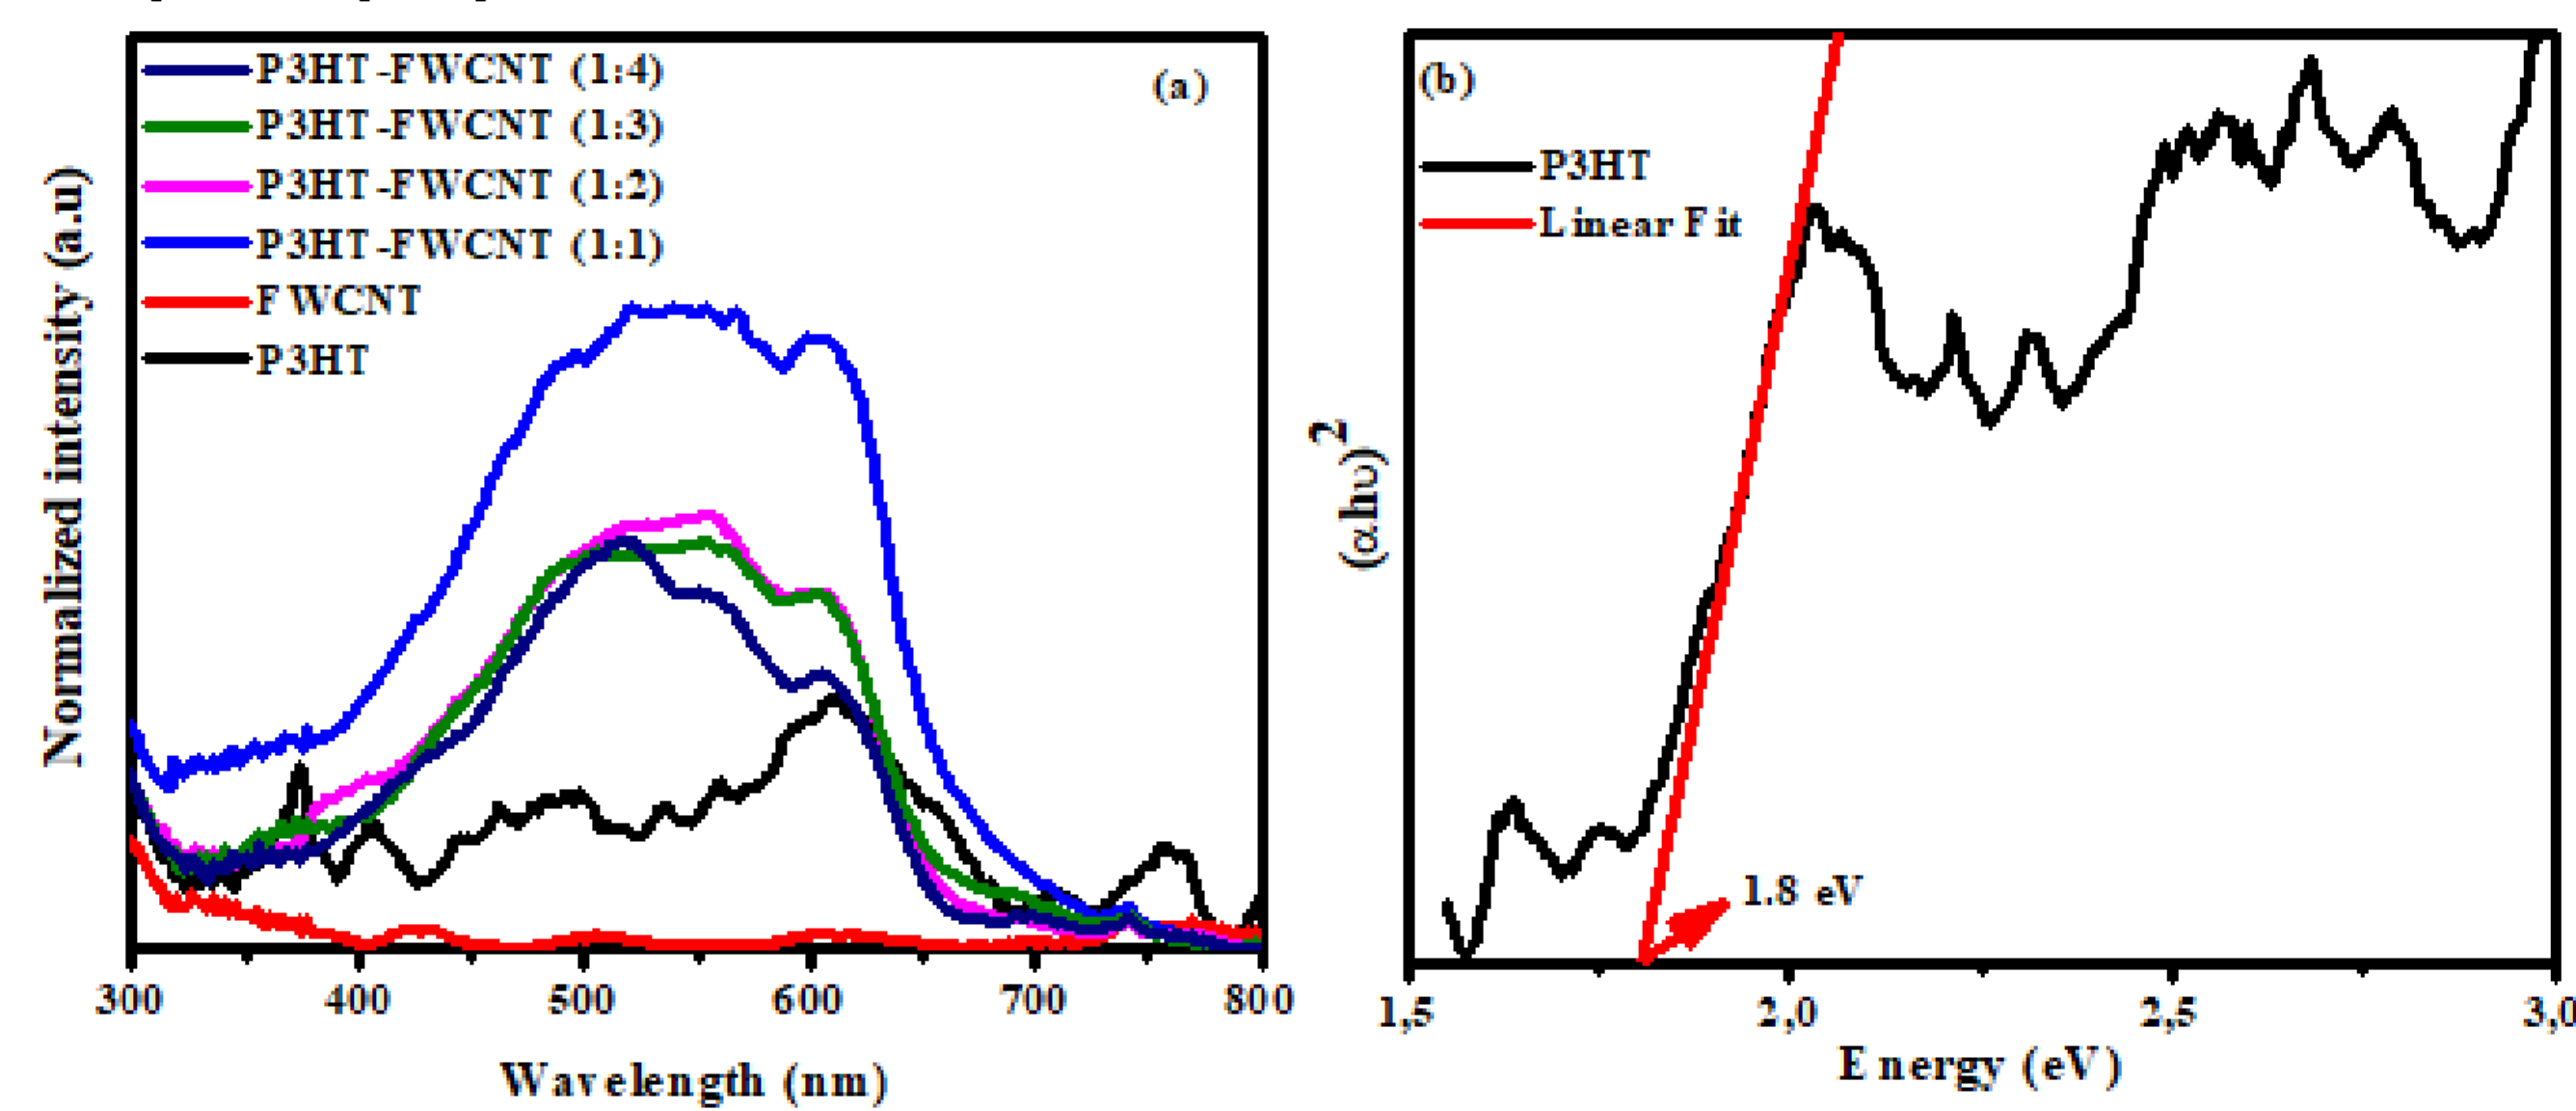 P3HT-FWCNT (1:4)
P3HT-FWCNT (1:3)
P3HT-FWCNT (1:2)
P3HT-FWCNT (1:1)
FWCNT
P3HT
(a)
Normalized intensity (a.u)
300 400 500 600 700 800
Wavelength (nm)
(b)
P3HT
Linear Fit
(αhυ)²
1.8 eV
1,5 2,0 2,5 3,0
Energy (eV)